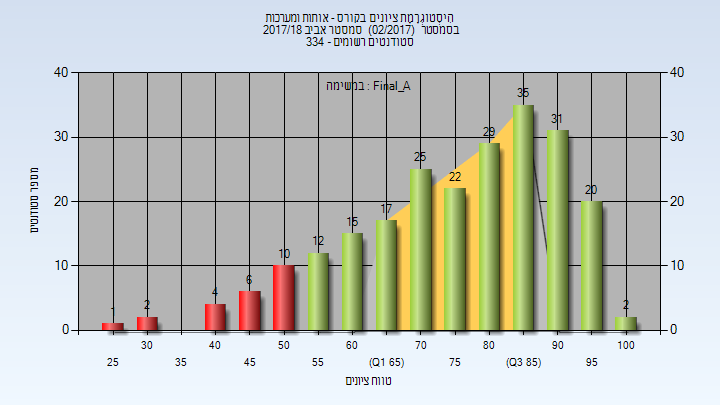 היסטוגרמת ציונים בקורס - אותות ומערכות
בסמסטר (02/2017) סמסטר אביב 2017/18
סטודנטים רשומים - 334
במשימה : Final_A
40 40
30 30
20 20
10 10
0 0
מספר סטודנטים
1 2 4 6 10 12 15 17 25 22 29 35 31 20 2
30 40 50 60 70 80 90 100
25 35 45 55 (Q1 65) 75 (Q3 85) 95
טווח ציונים